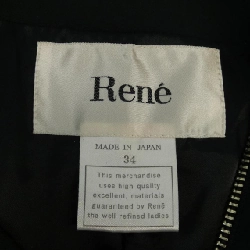 René
MADE IN JAPAN
34
This merchandise
uses high quality
excellent, materials
guaranteed by René
the well refined ladies